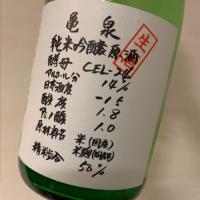 亀泉
純米吟醸原酒
生酒
酵母 CEL-24
アルコール分 14%
日本酒度 -15
酸度 1.8
アミノ酸 1.0
原材料名 米(国産)
米麹(国産米)
精米歩合 50%